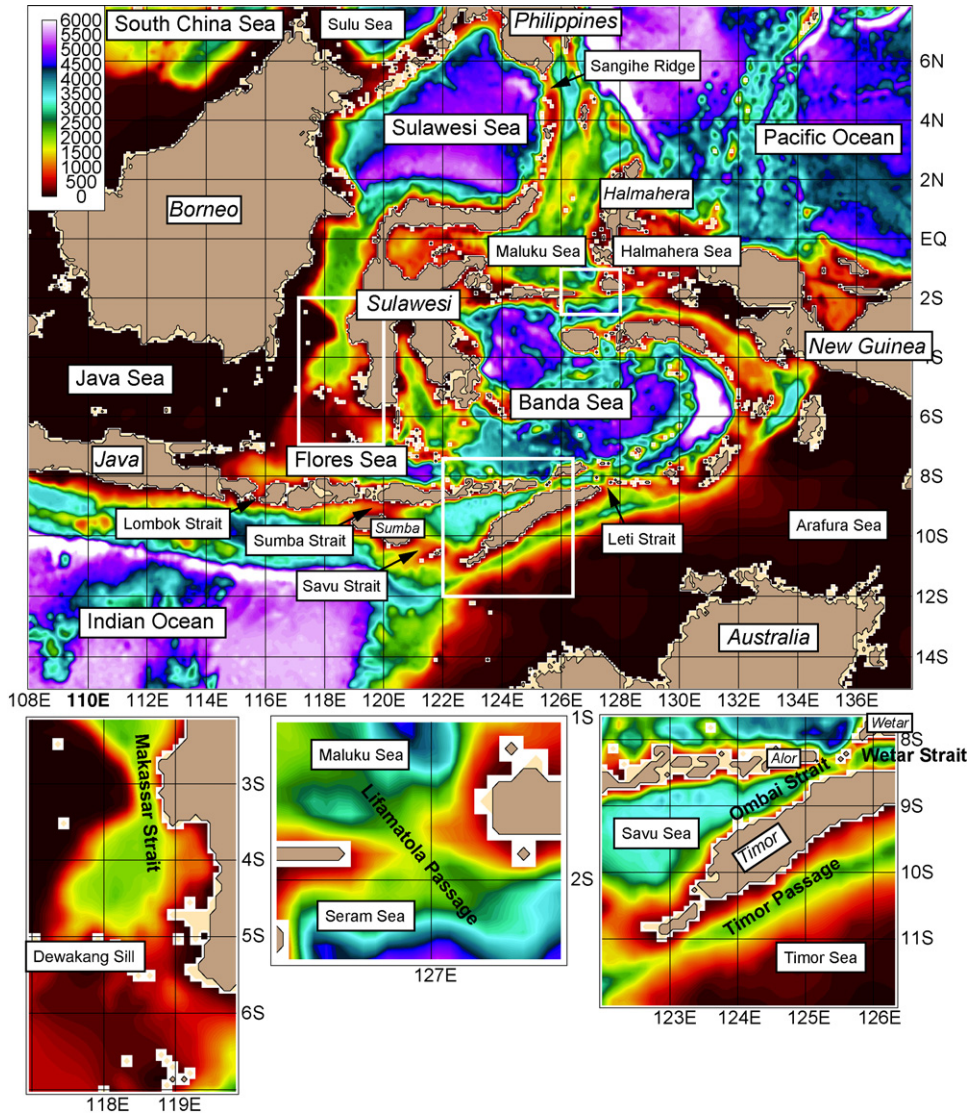 South China Sea
Sulu Sea
Philippines
6000
5500
5000
4500
4000
3500
3000
2500
2000
1500
1000
500
0
Sangihe Ridge
6N
Sulawesi Sea
Pacific Ocean
4N
2N
Borneo
Halmahera
Maluku Sea
Halmahera Sea
EQ
Sulawesi
2S
New Guinea
4S
Java Sea
Banda Sea
6S
Java
Flores Sea
8S
Lombok Strait
Sumba Strait
Sumba
Leti Strait
Arafura Sea
10S
Savu Strait
12S
Indian Ocean
Australia
14S
108E
110E
112E
114E
116E
118E
120E
122E
124E
126E
128E
130E
132E
134E
136E
Makassar Strait
3S
4S
5S
Dewakang Sill
6S
118E
119E
1S
Maluku Sea
Lifamatola Passage
2S
Seram Sea
127E
Wetar
8S
Alor
Wetar Strait
Ombai Strait
9S
Savu Sea
Timor
10S
Timor Passage
11S
Timor Sea
123E
124E
125E
126E